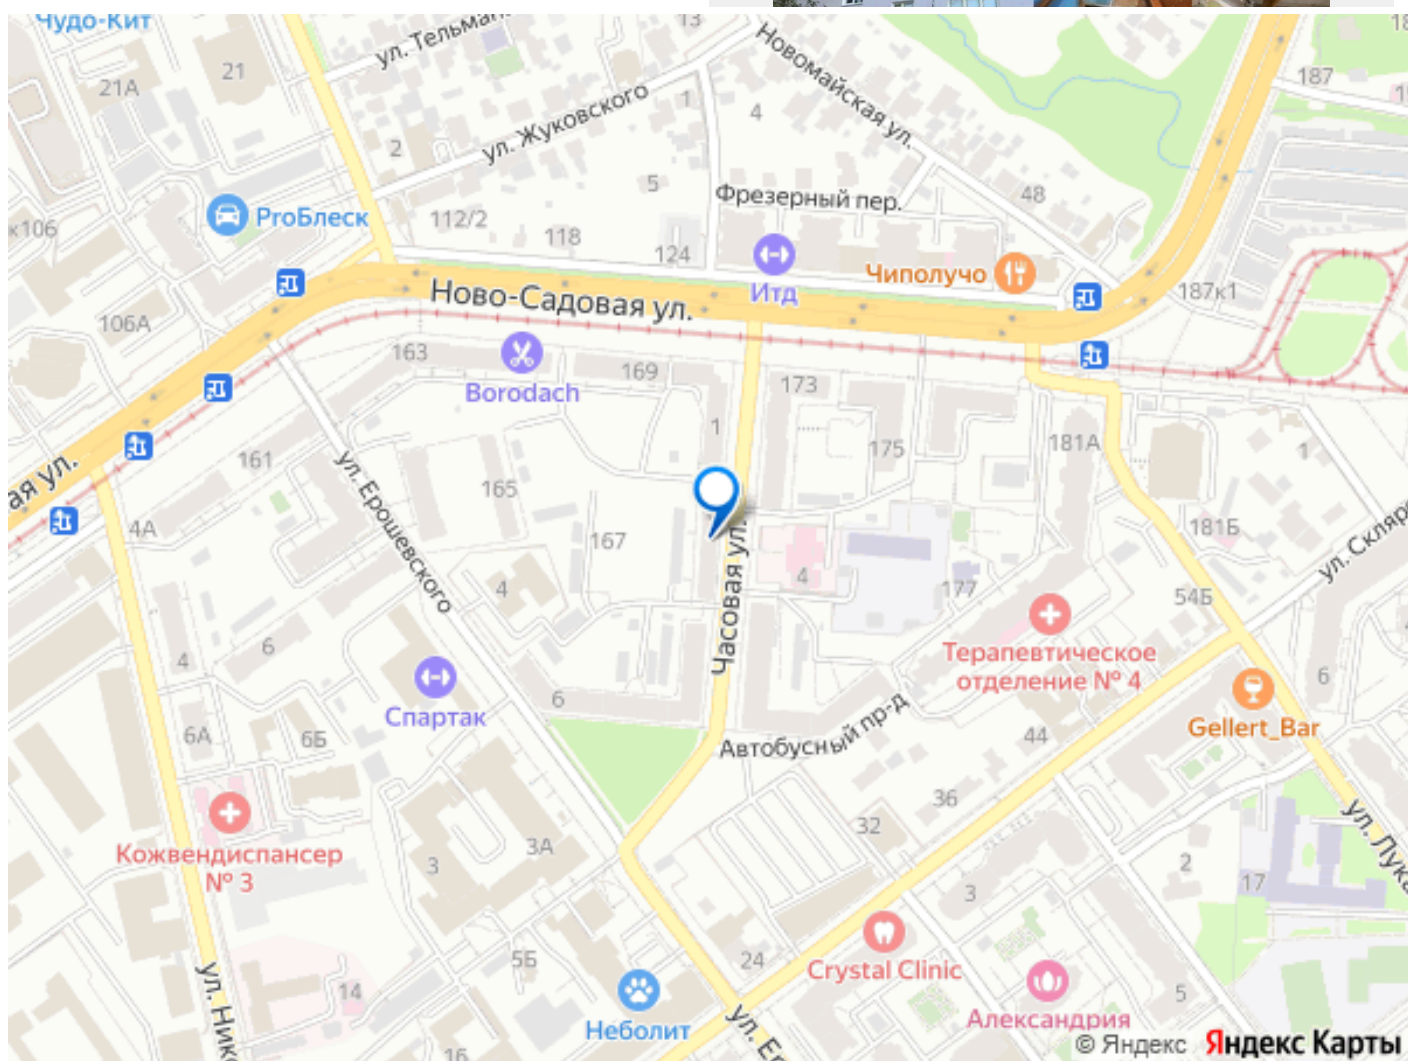 Чудо-Кит
ул. Тельмана
13
Новомайская ул.
187
21
21А
ул. Жуковского
1
4
2
5
Фрезерный пер.
48
к106
ProБлеск
112/2
118
124
Чиполучо
Итд
187к1
Ново-Садовая ул.
106А
163
Borodach
169
173
1
175
181А
1
ая ул.
161
ул. Ерошевского
165
4А
167
181Б
ул. Скляре
Часовая ул.
4
4
177
54Б
6
4
Терапевтическое
отделение № 4
Спартак
6
6
Gellert_Bar
6А
6Б
Автобусный пр-д
44
36
32
Кожвендиспансер
№ 3
3
3А
2
17
ул. Лука
3
5Б
24
Crystal Clinic
ул. Нико
14
Неболит
Александрия
5
16
ул. Ер
© Яндекс Яндекс Карты